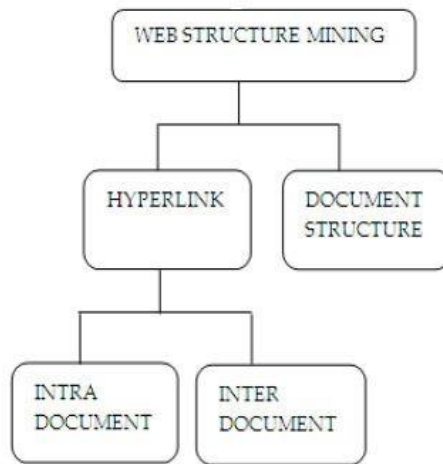 WEB STRUCTURE MINING
HYPERLINK
DOCUMENT
STRUCTURE
INTRA
DOCUMENT
INTER
DOCUMENT